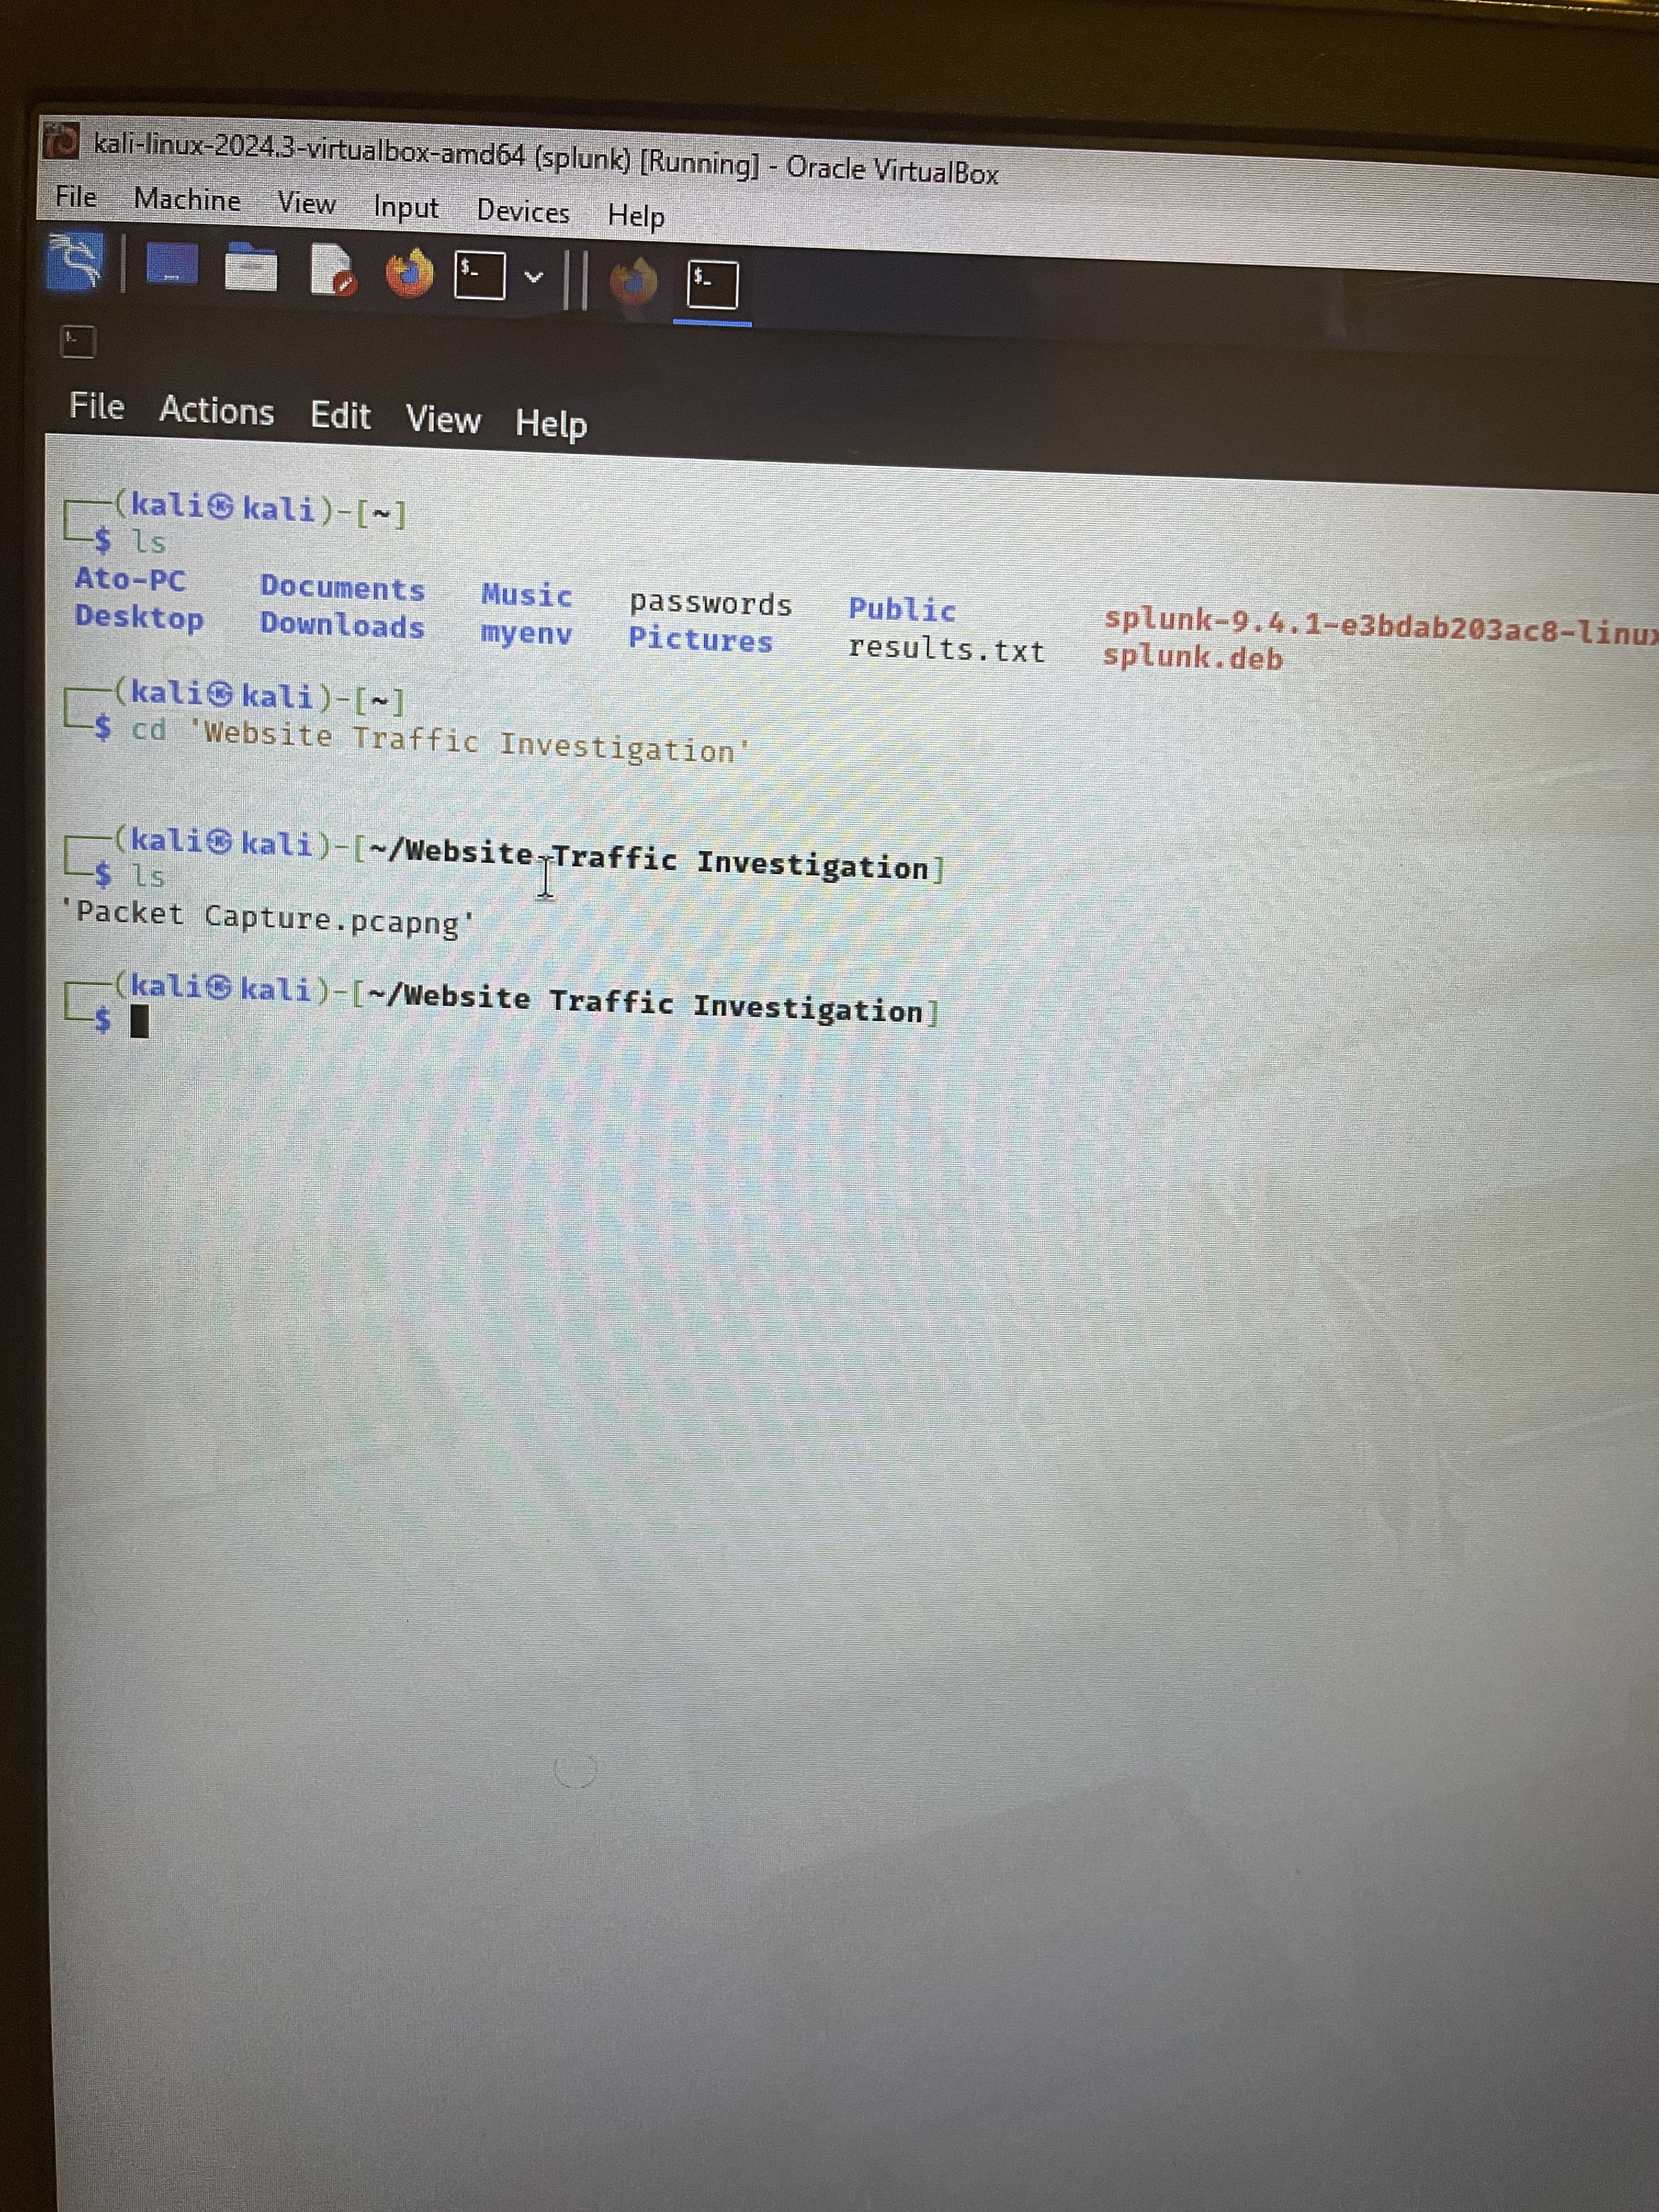 kali-linux-2024.3-virtualbox-amd64 (splunk) [Running] - Oracle VirtualBox
File Machine View Input Devices Help
File Actions Edit View Help
(kali㉿kali)-[~]
$ ls
Ato-PC Documents Music passwords Public splunk-9.4.1-e3bdab203ac8-linux
Desktop Downloads myenv Pictures results.txt splunk.deb
(kali㉿kali)-[~]
$ cd 'Website Traffic Investigation'
(kali㉿kali)-[~/Website Traffic Investigation]
$ ls
'Packet Capture.pcapng'
(kali㉿kali)-[~/Website Traffic Investigation]
$